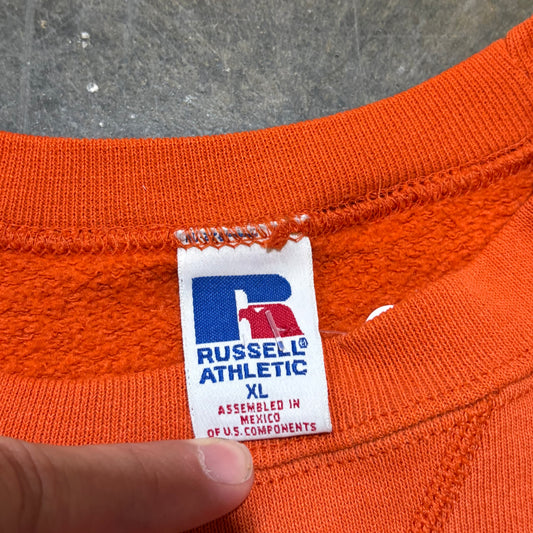 R
RUSSELL®
ATHLETIC
XL
ASSEMBLED IN
MEXICO
OF U.S. COMPONENTS